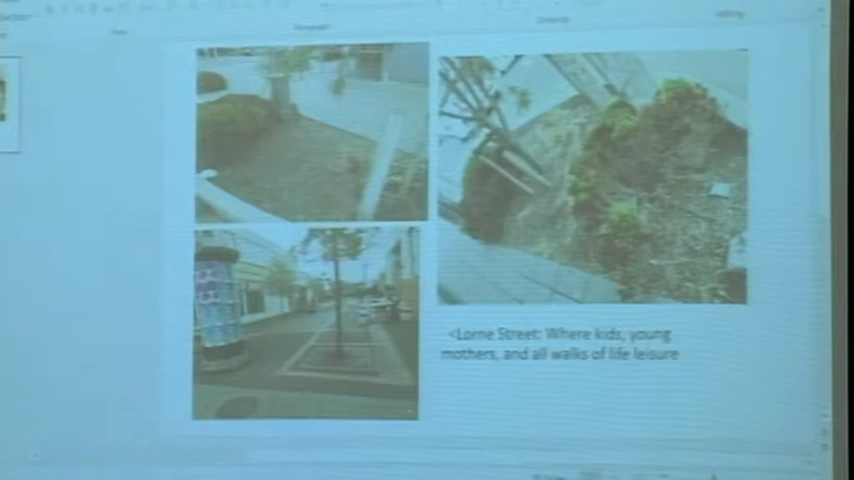 <Lorne Street: Where kids, young
mothers, and all walks of life leisure